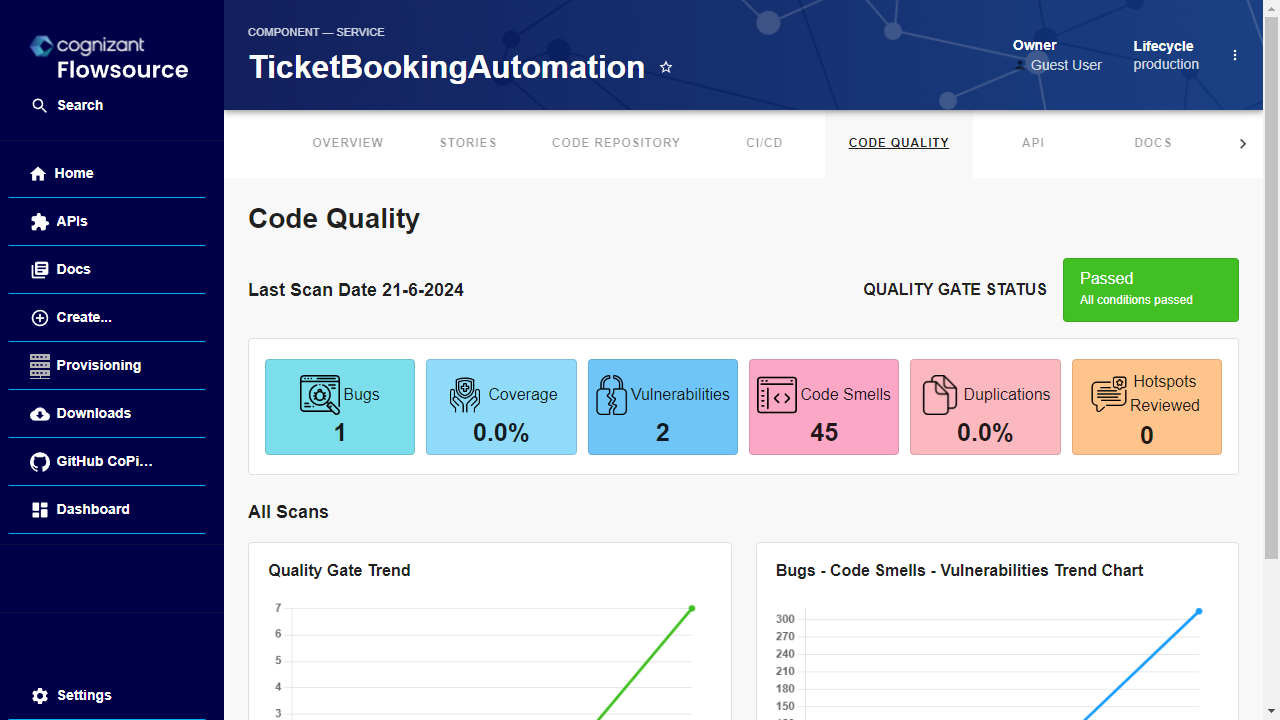 cognizant
Flowsource
Search
Home
APIs
Docs
Create...
Provisioning
Downloads
GitHub CoPi...
Dashboard
Settings
COMPONENT — SERVICE
TicketBookingAutomation
Owner
Guest User
Lifecycle
production
OVERVIEW STORIES CODE REPOSITORY CI/CD CODE QUALITY API DOCS
Code Quality
Last Scan Date 21-6-2024
QUALITY GATE STATUS
Passed
All conditions passed
Bugs
1
Coverage
0.0%
Vulnerabilities
2
Code Smells
45
Duplications
0.0%
Hotspots
Reviewed
0
All Scans
Quality Gate Trend
7
6
5
4
3
Bugs - Code Smells - Vulnerabilities Trend Chart
300
270
240
210
180
150